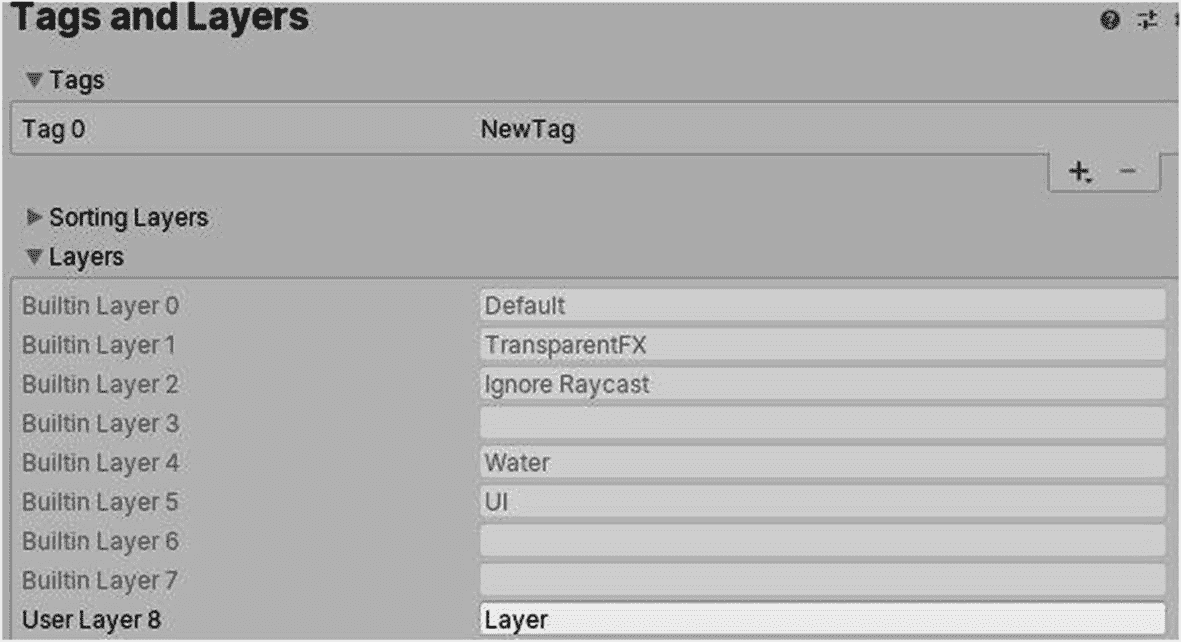 Tags and Layers
Tags
Tag 0 NewTag
Sorting Layers
Layers
Builtin Layer 0 Default
Builtin Layer 1 TransparentFX
Builtin Layer 2 Ignore Raycast
Builtin Layer 3
Builtin Layer 4 Water
Builtin Layer 5 UI
Builtin Layer 6
Builtin Layer 7
User Layer 8 Layer